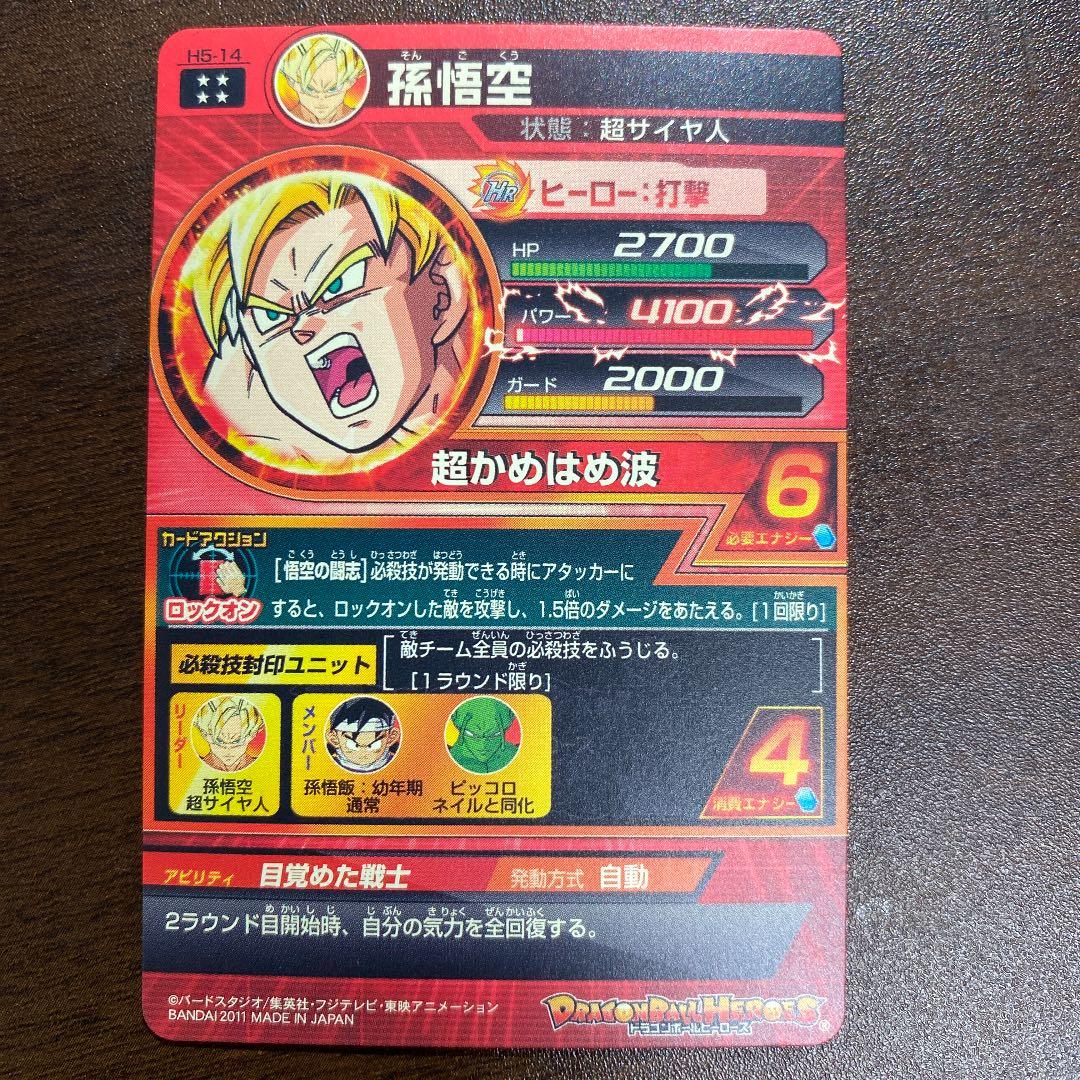 H5-14
孫悟空
そん ご くう
状態：超サイヤ人
HR ヒーロー：打撃
HP 2700
パワー 4100
ガード 2000
超かめはめ波
6
必要エナジー
カードアクション
ロックオン
[悟空の闘志]必殺技が発動できる時にアタッカーに
すると、ロックオンした敵を攻撃し、1.5倍のダメージをあたえる。[1回限り]
必殺技封印ユニット
敵チーム全員の必殺技をふうじる。
[1ラウンド限り]
リーダー
孫悟空
超サイヤ人
メンバー
孫悟飯：幼年期
通常
ピッコロ
ネイルと同化
4
消費エナジー
アビリティ 目覚めた戦士 発動方式 自動
2ラウンド目開始時、自分の気力を全回復する。
©バードスタジオ/集英社・フジテレビ・東映アニメーション
BANDAI 2011 MADE IN JAPAN
DRAGONBALL HEROES
ドラゴンボールヒーローズ
®